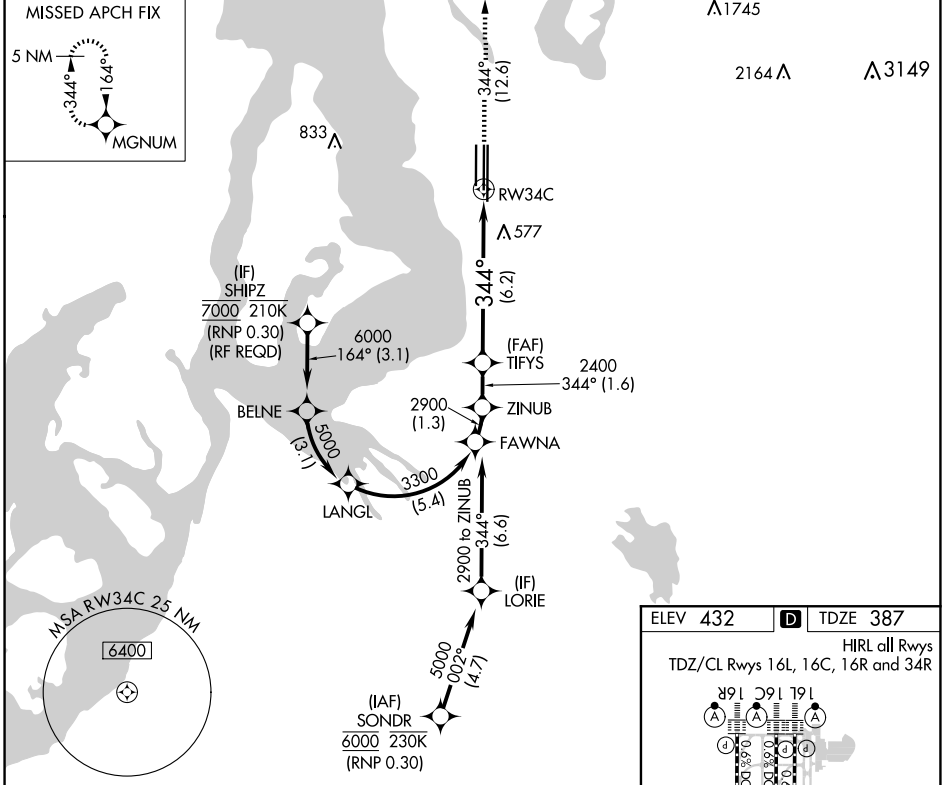 MISSED APCH FIX
5 NM
344°
164°
MGNUM
1745
2164
3149
833
344°
(12.6)
RW34C
577
344°
(6.2)
(IF)
SHIPZ
7000 210K
(RNP 0.30)
(RF REQD)
6000
164° (3.1)
(FAF)
TIFYS
2400
344° (1.6)
BELNE
2900
(1.3)
ZINUB
FAWNA
5000
(3.1)
3300
(5.4)
LANGL
2900 to ZINUB
344°
(6.6)
(IF)
LORIE
MSA RW34C 25 NM
6400
5000
002°
(4.7)
(IAF)
SONDR
6000 230K
(RNP 0.30)
ELEV 432 D TDZE 387
HIRL all Rwys
TDZ/CL Rwys 16L, 16C, 16R and 34R
16R 16C 16L
A A A
P P P
0.6% 0.6%